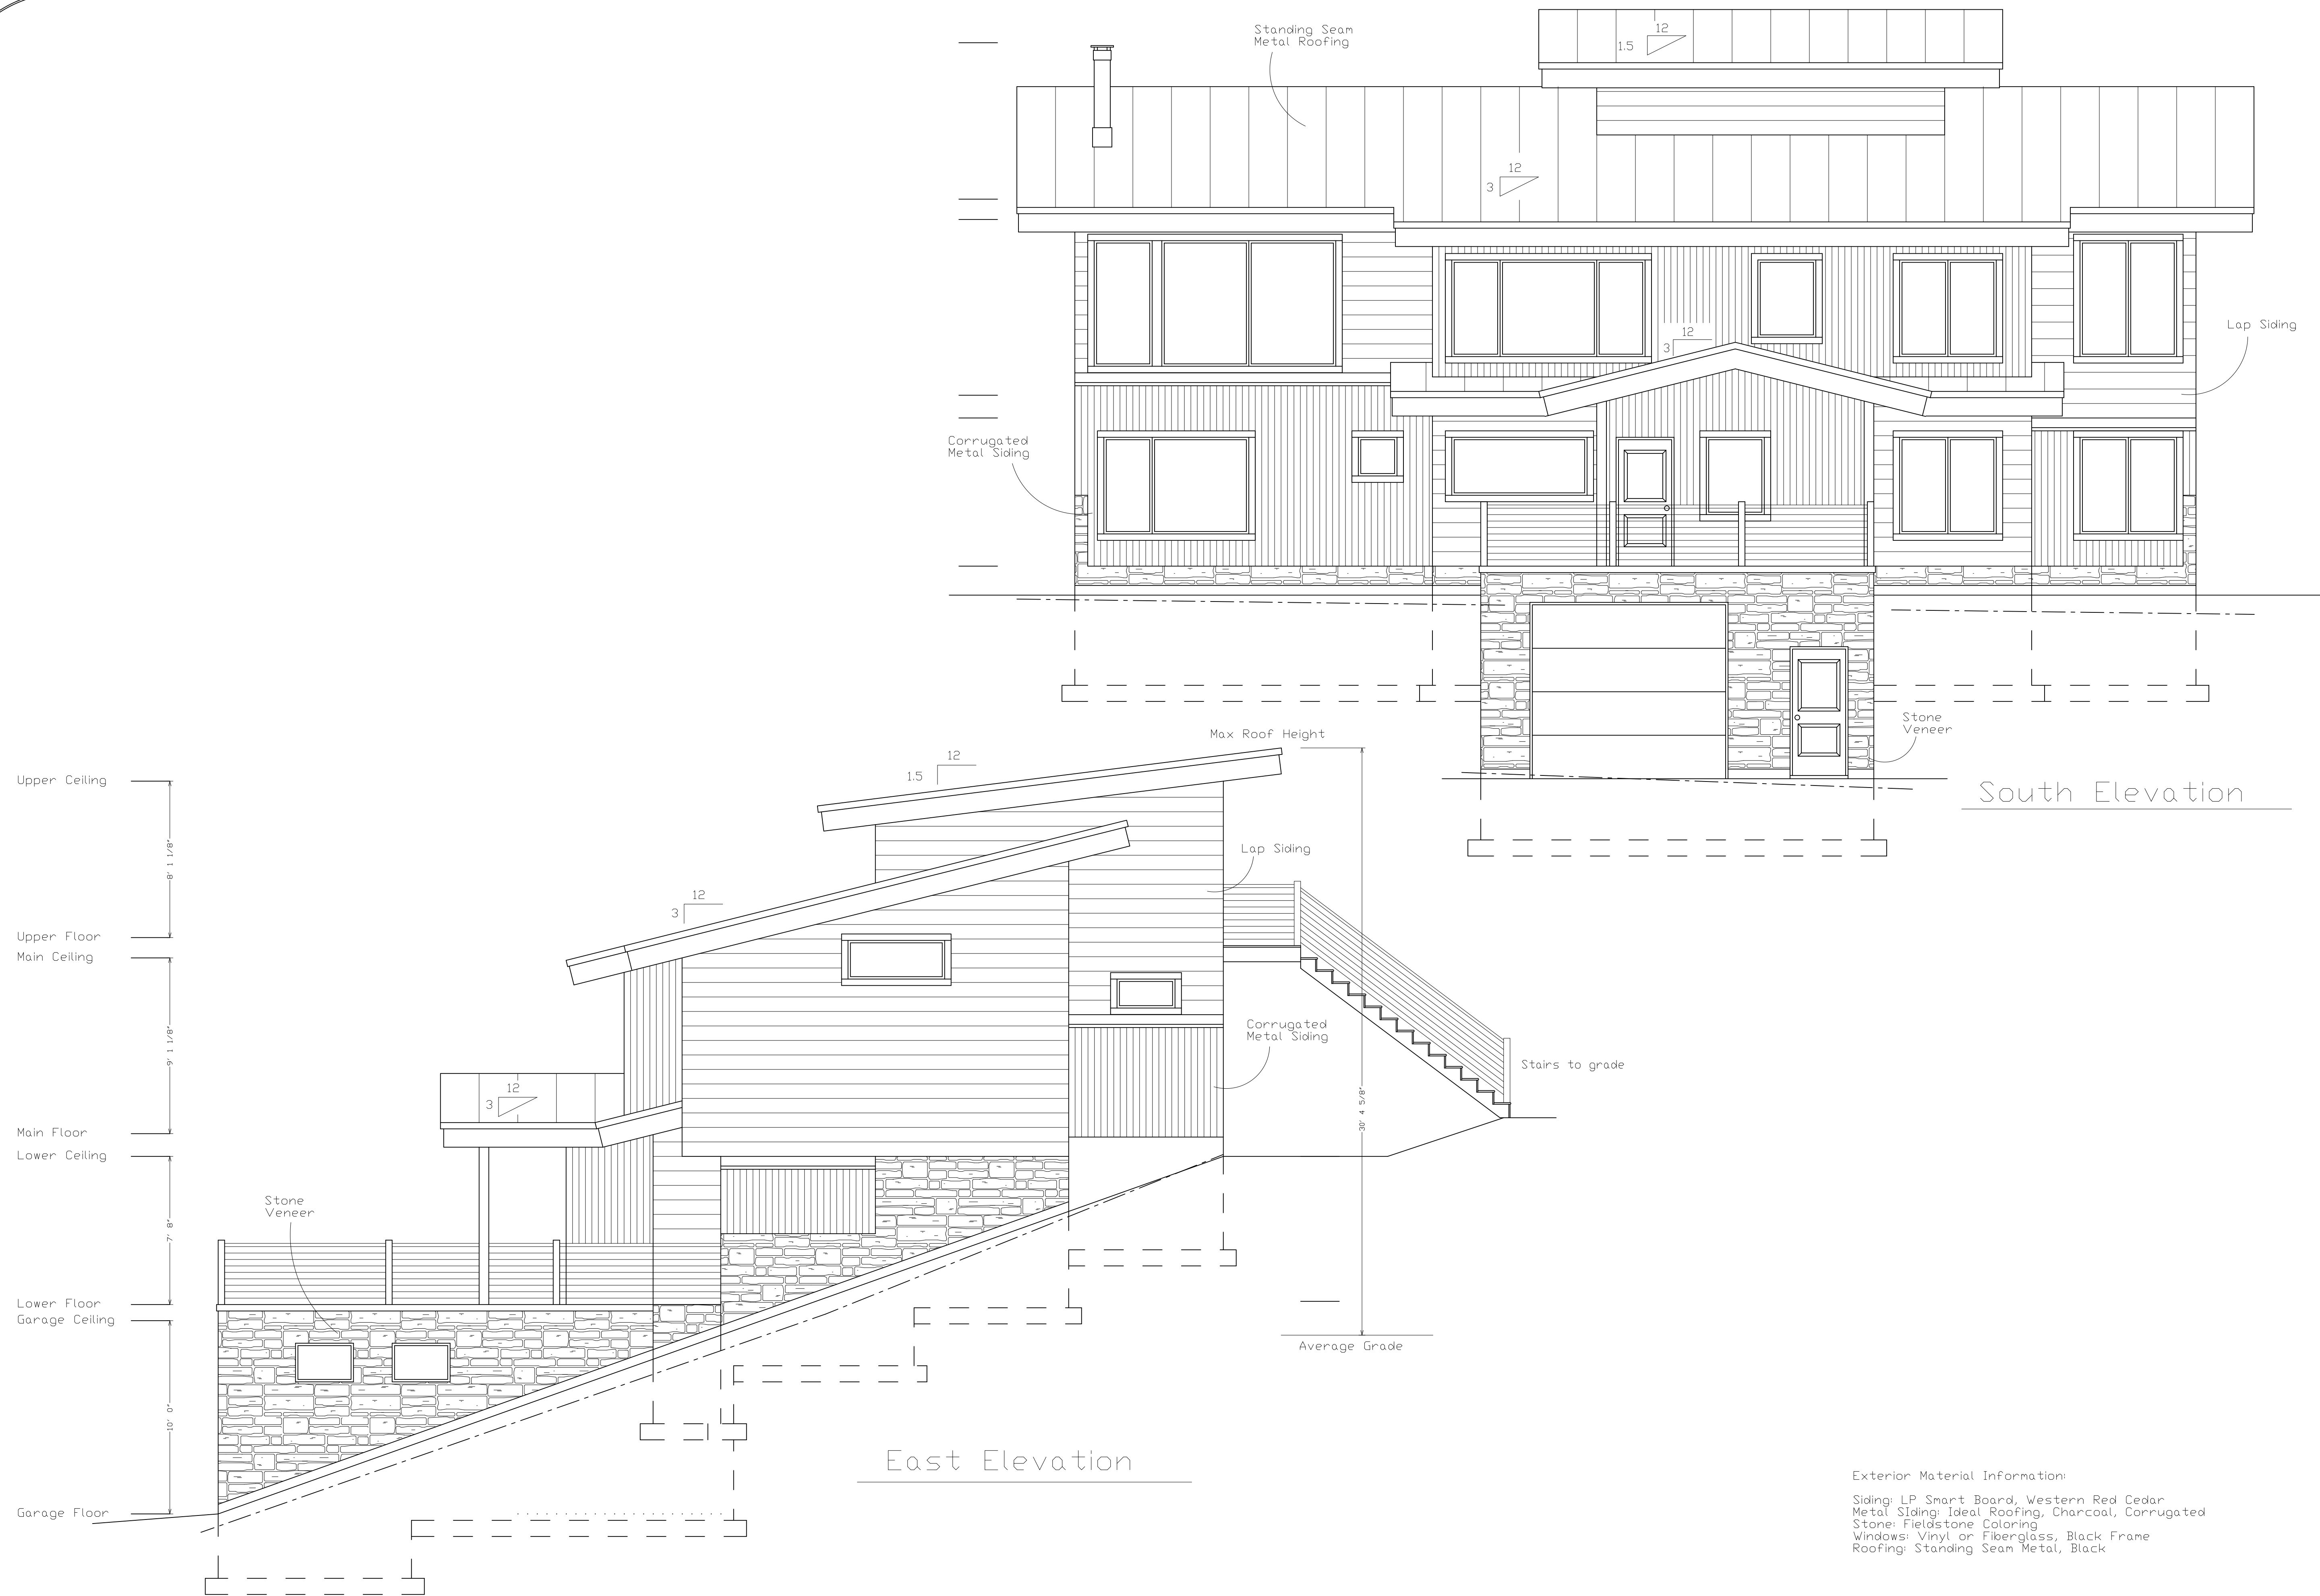 Standing Seam
Metal Roofing
12
1.5
12
3
12
3
Lap Siding
Corrugated
Metal Siding
Stone
Veneer
South Elevation
Max Roof Height
12
1.5
Upper Ceiling
8' 1 1/8"
Lap Siding
12
3
Upper Floor
Main Ceiling
9' 1 1/8"
Corrugated
Metal Siding
Stairs to grade
12
3
30' 4 5/8"
Main Floor
Lower Ceiling
7' 8"
Stone
Veneer
Lower Floor
Garage Ceiling
Average Grade
10' 0"
East Elevation
Garage Floor
Exterior Material Information:
Siding: LP Smart Board, Western Red Cedar
Metal SIding: Ideal Roofing, Charcoal, Corrugated
Stone: Fieldstone Coloring
Windows: Vinyl or Fiberglass, Black Frame
Roofing: Standing Seam Metal, Black